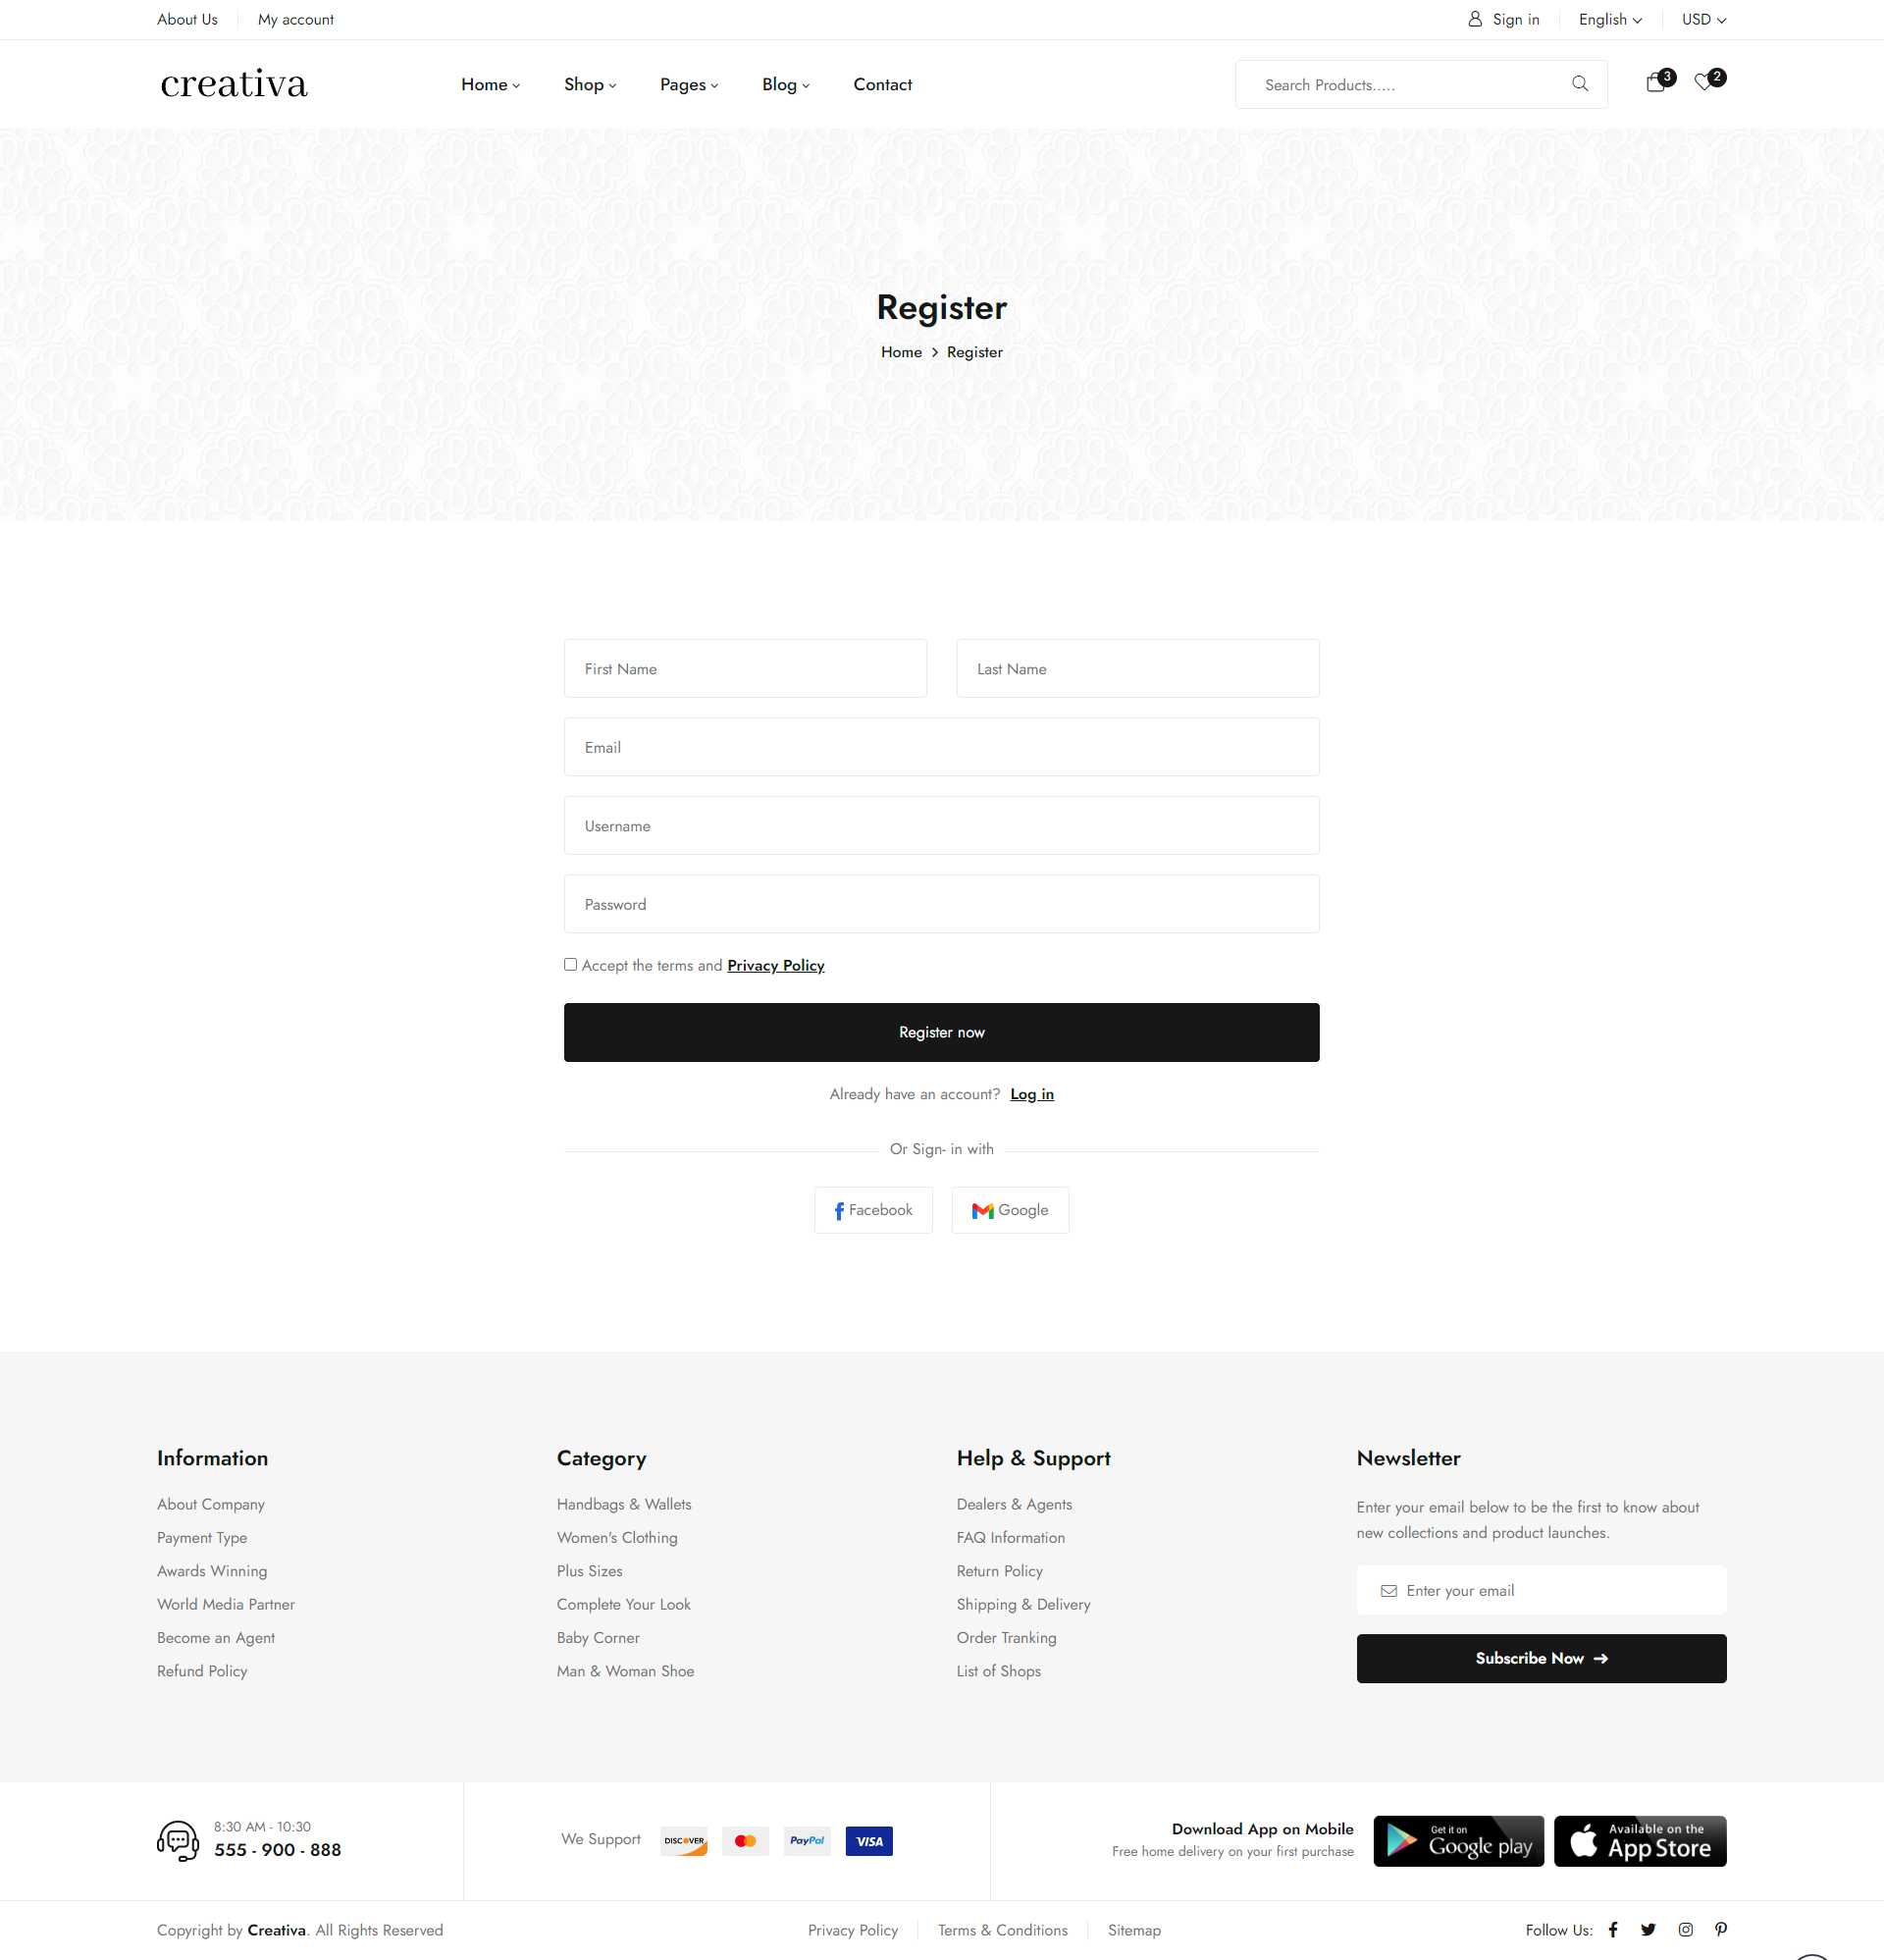 About Us
My account
Sign in
English
USD
creativa
Home
Shop
Pages
Blog
Contact
Search Products.....
3
2
Register
Home
Register
First Name
Last Name
Email
Username
Password
Accept the terms and Privacy Policy
Register now
Already have an account? Log in
Or Sign- in with
Facebook
Google
Information
About Company
Payment Type
Awards Winning
World Media Partner
Become an Agent
Refund Policy
Category
Handbags & Wallets
Women's Clothing
Plus Sizes
Complete Your Look
Baby Corner
Man & Woman Shoe
Help & Support
Dealers & Agents
FAQ Information
Return Policy
Shipping & Delivery
Order Tranking
List of Shops
Newsletter
Enter your email below to be the first to know about
new collections and product launches.
Enter your email
Subscribe Now
8:30 AM - 10:30
555 - 900 - 888
We Support
DISCOVER
PayPal
VISA
Download App on Mobile
Free home delivery on your first purchase
Get it on
Google play
Available on the
App Store
Copyright by Creativa. All Rights Reserved
Privacy Policy
Terms & Conditions
Sitemap
Follow Us: